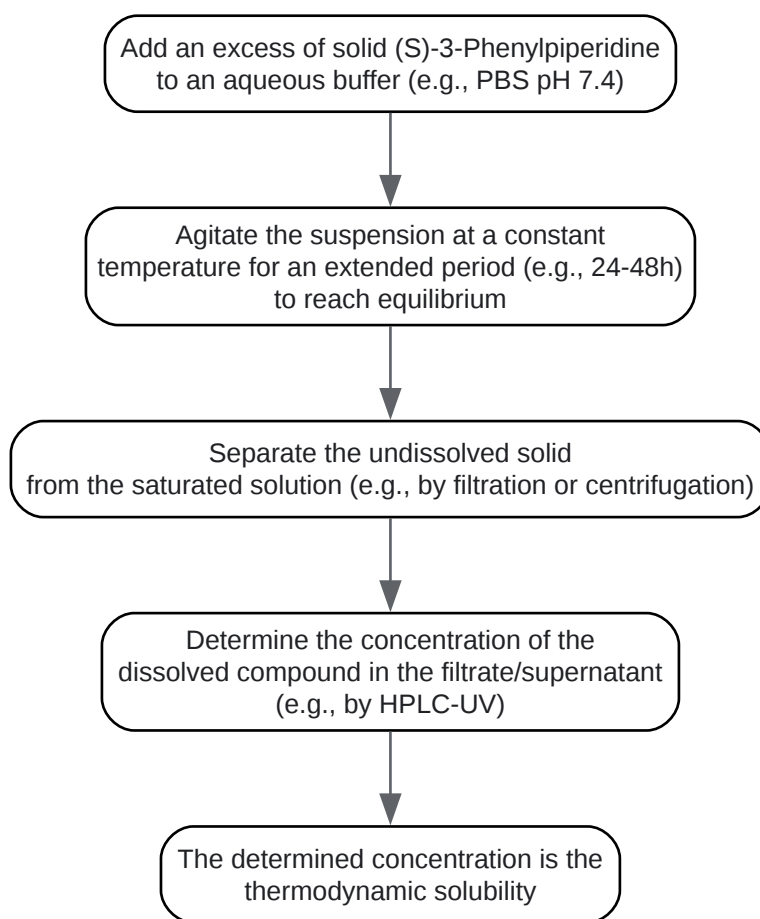 Add an excess of solid (S)-3-Phenylpiperidine
to an aqueous buffer (e.g., PBS pH 7.4)
Agitate the suspension at a constant
temperature for an extended period (e.g., 24-48h)
to reach equilibrium
Separate the undissolved solid
from the saturated solution (e.g., by filtration or centrifugation)
Determine the concentration of the
dissolved compound in the filtrate/supernatant
(e.g., by HPLC-UV)
The determined concentration is the
thermodynamic solubility